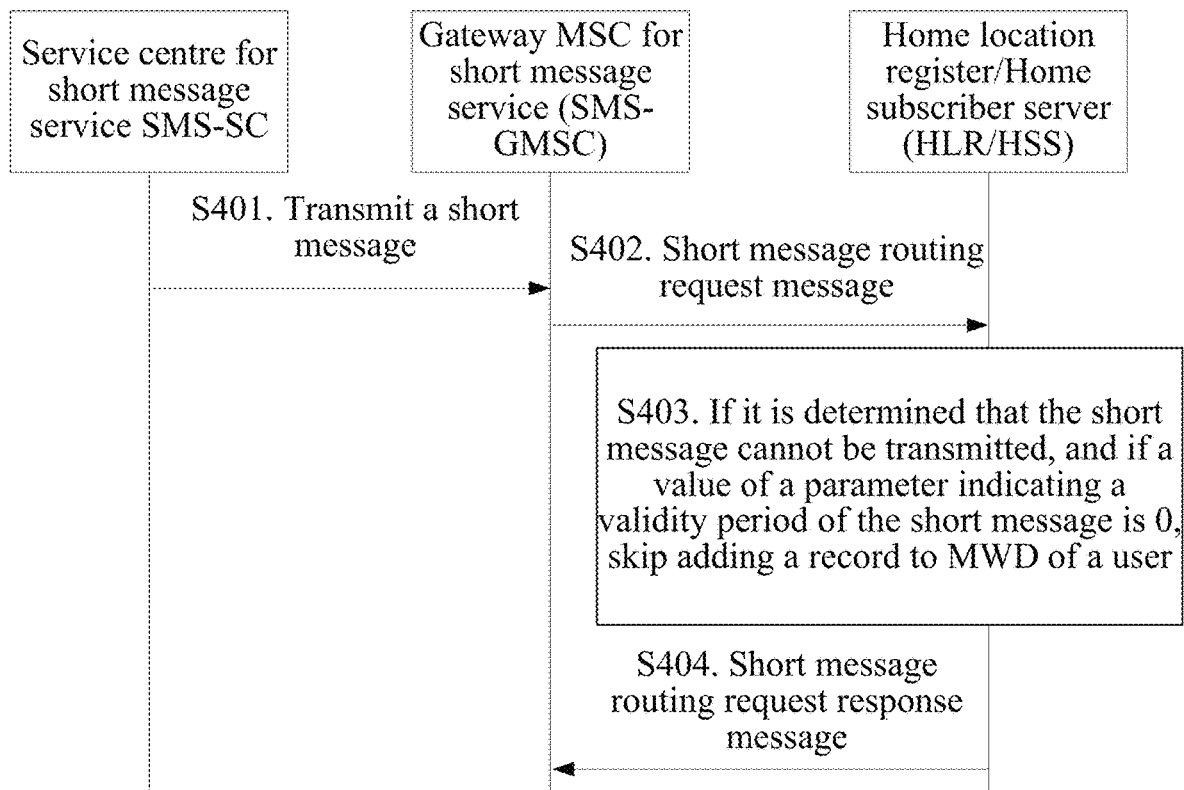 Service centre for
short message
service SMS-SC
Gateway MSC for
short message
service (SMS-
GMSC)
Home location
register/Home
subscriber server
(HLR/HSS)
S401. Transmit a short
message
S402. Short message routing
request message
S403. If it is determined that the short
message cannot be transmitted, and if a
value of a parameter indicating a
validity period of the short message is 0,
skip adding a record to MWD of a user
S404. Short message
routing request response
message